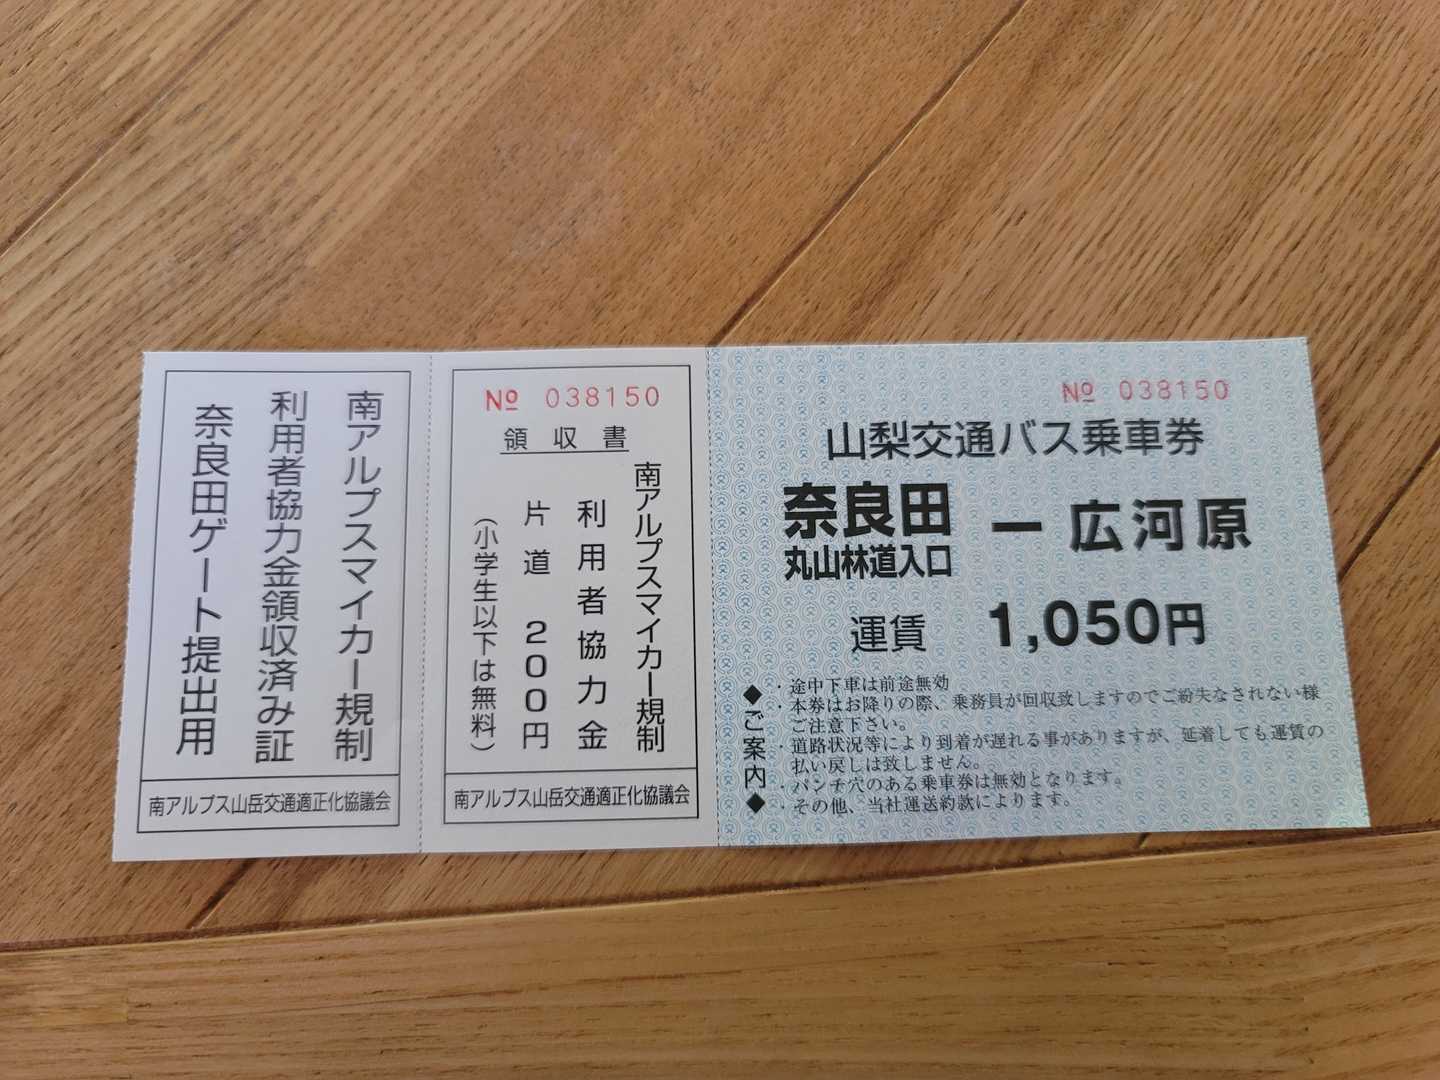 南アルプスマイカー規制
利用者協力金領収済み証
奈良田ゲート提出用
南アルプス山岳交通適正化協議会
№ 038150
領収書
南アルプスマイカー規制
利用者協力金
片道 200円
(小学生以下は無料)
南アルプス山岳交通適正化協議会
№ 038150
山梨交通バス乗車券
奈良田 ー 広河原
丸山林道入口
運賃 1,050円
◆ご案内◆
・途中下車は前途無効
・本券はお降りの際、乗務員が回収致しますのでご紛失なされない様
ご注意下さい。
・道路状況等により到着が遅れる事がありますが、延着しても運賃の
払い戻しは致しません。
・パンチ穴のある乗車券は無効となります。
・その他、当社運送約款によります。